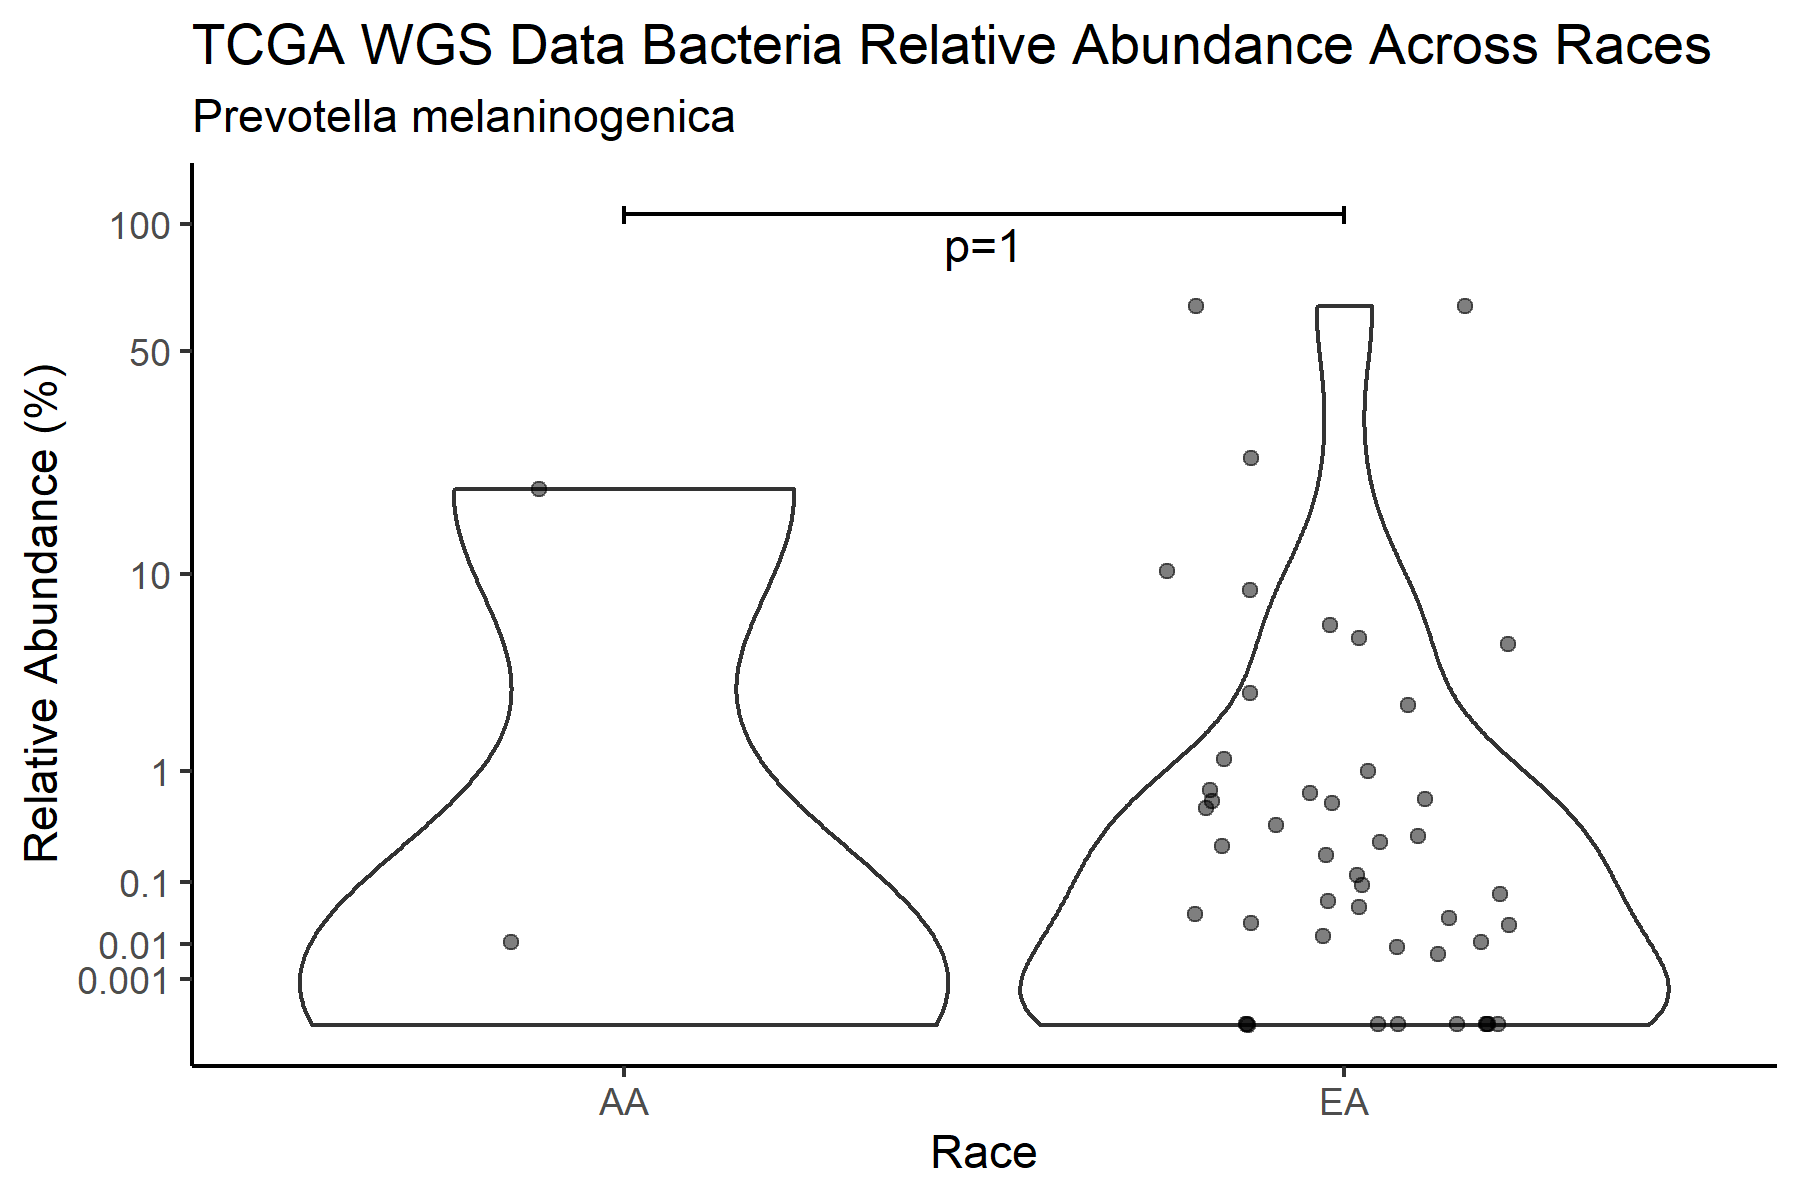 TCGA WGS Data Bacteria Relative Abundance Across Races
Prevotella melaninogenica
Relative Abundance (%)
100
50
10
1
0.1
0.01
0.001
p=1
AA
EA
Race